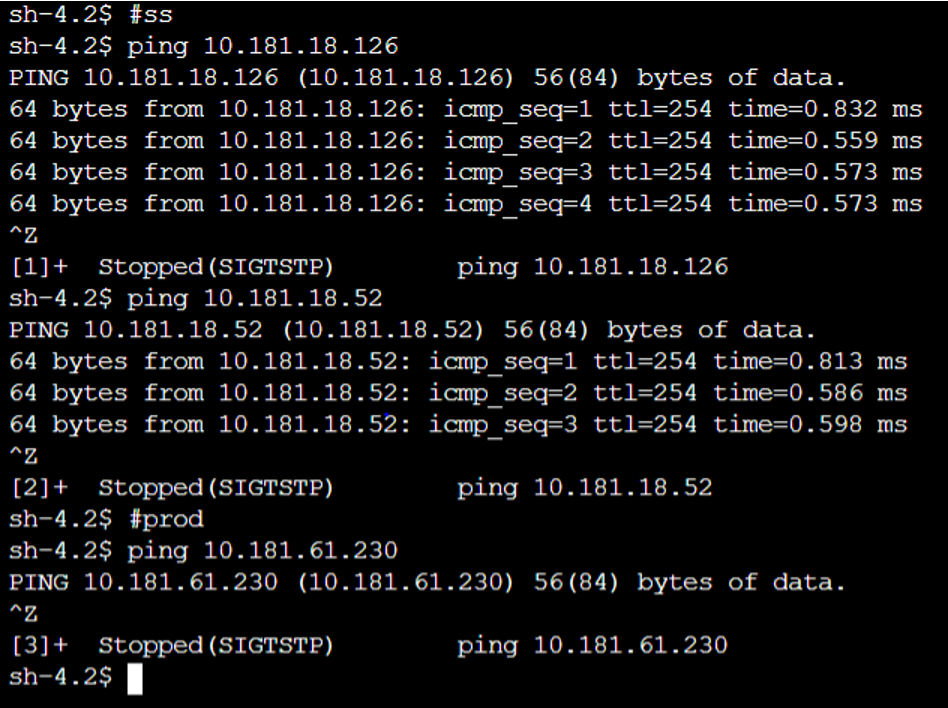 sh-4.2$ #ss
sh-4.2$ ping 10.181.18.126
PING 10.181.18.126 (10.181.18.126) 56(84) bytes of data.
64 bytes from 10.181.18.126: icmp_seq=1 ttl=254 time=0.832 ms
64 bytes from 10.181.18.126: icmp_seq=2 ttl=254 time=0.559 ms
64 bytes from 10.181.18.126: icmp_seq=3 ttl=254 time=0.573 ms
64 bytes from 10.181.18.126: icmp_seq=4 ttl=254 time=0.573 ms
^Z
[1]+  Stopped(SIGTSTP)        ping 10.181.18.126
sh-4.2$ ping 10.181.18.52
PING 10.181.18.52 (10.181.18.52) 56(84) bytes of data.
64 bytes from 10.181.18.52: icmp_seq=1 ttl=254 time=0.813 ms
64 bytes from 10.181.18.52: icmp_seq=2 ttl=254 time=0.586 ms
64 bytes from 10.181.18.52: icmp_seq=3 ttl=254 time=0.598 ms
^Z
[2]+  Stopped(SIGTSTP)        ping 10.181.18.52
sh-4.2$ #prod
sh-4.2$ ping 10.181.61.230
PING 10.181.61.230 (10.181.61.230) 56(84) bytes of data.
^Z
[3]+  Stopped(SIGTSTP)        ping 10.181.61.230
sh-4.2$